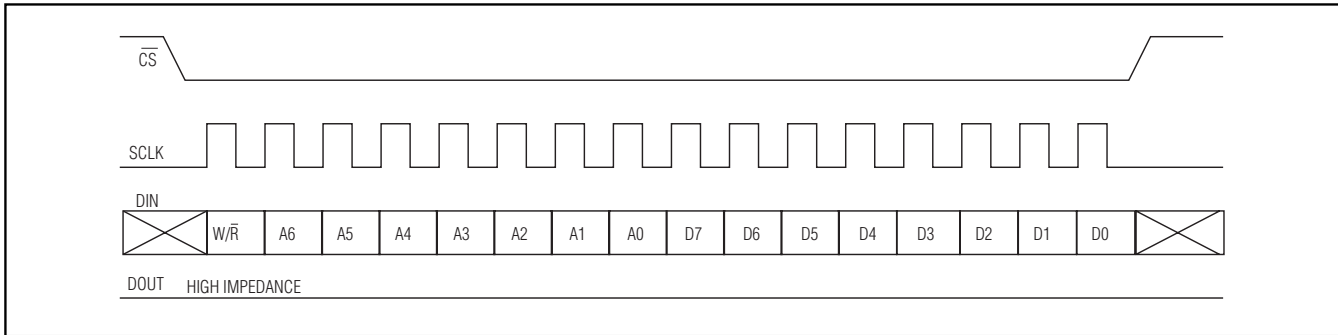 C̅S̅
SCLK
DIN
W/R̅ A6 A5 A4 A3 A2 A1 A0 D7 D6 D5 D4 D3 D2 D1 D0
DOUT HIGH IMPEDANCE